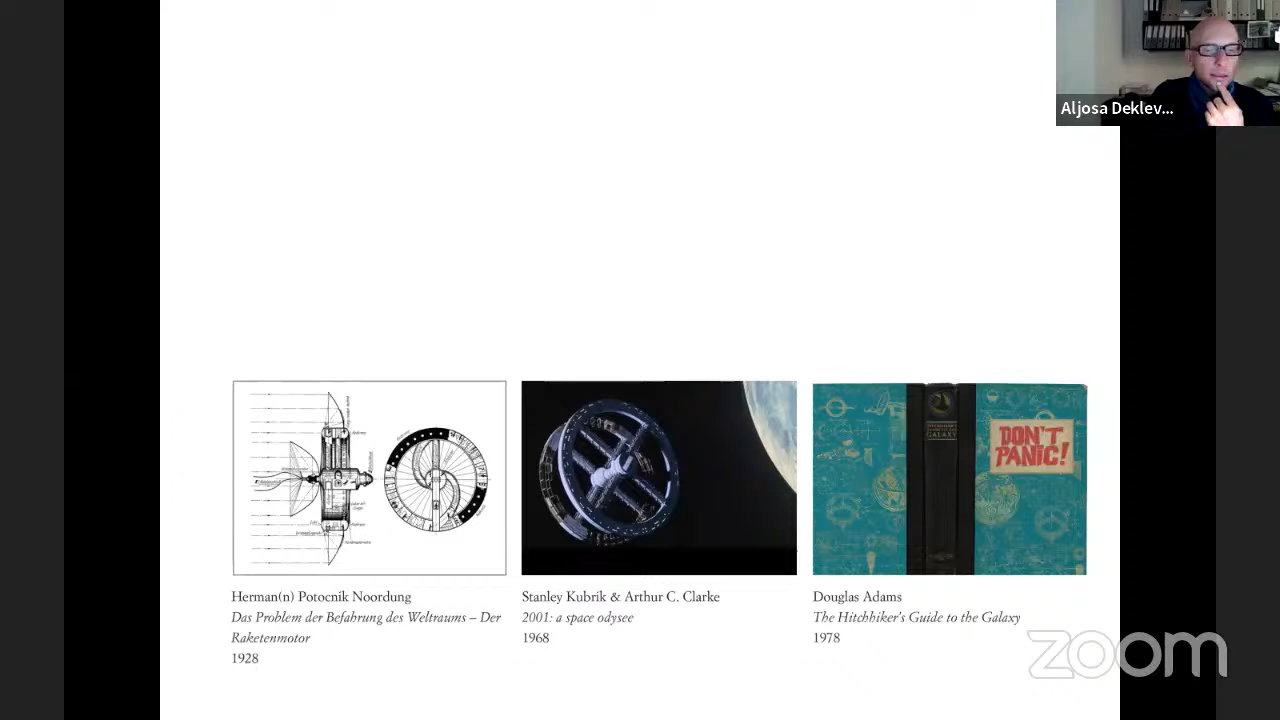 Aljosa Deklev...
GALAXY
DON'T
PANIC!
Herman(n) Potocnik Noordung
Das Problem der Befahrung des Weltraums – Der
Raketenmotor
1928
Stanley Kubrik & Arthur C. Clarke
2001: a space odysee
1968
Douglas Adams
The Hitchhiker's Guide to the Galaxy
1978
zoom